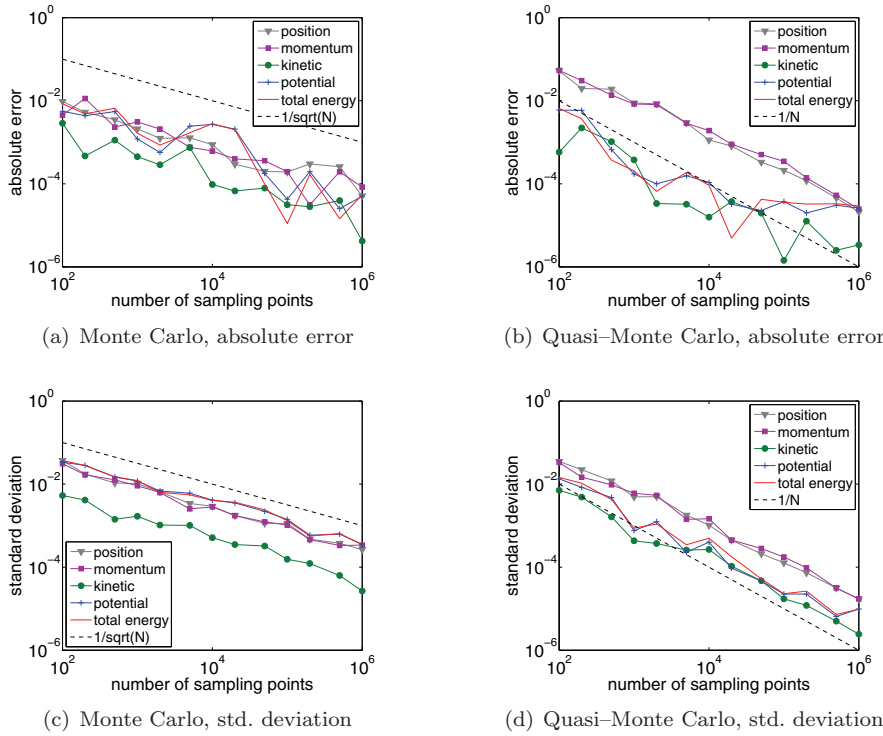 10^0
10^-2
10^-4
10^-6
absolute error
position
momentum
kinetic
potential
total energy
1/sqrt(N)
10^2
10^4
10^6
number of sampling points
(a) Monte Carlo, absolute error
10^0
10^-2
10^-4
10^-6
absolute error
position
momentum
kinetic
potential
total energy
1/N
10^2
10^4
10^6
number of sampling points
(b) Quasi–Monte Carlo, absolute error
10^0
10^-2
10^-4
10^-6
standard deviation
position
momentum
kinetic
potential
total energy
1/sqrt(N)
10^2
10^4
10^6
number of sampling points
(c) Monte Carlo, std. deviation
10^0
10^-2
10^-4
10^-6
standard deviation
position
momentum
kinetic
potential
total energy
1/N
10^2
10^4
10^6
number of sampling points
(d) Quasi–Monte Carlo, std. deviation